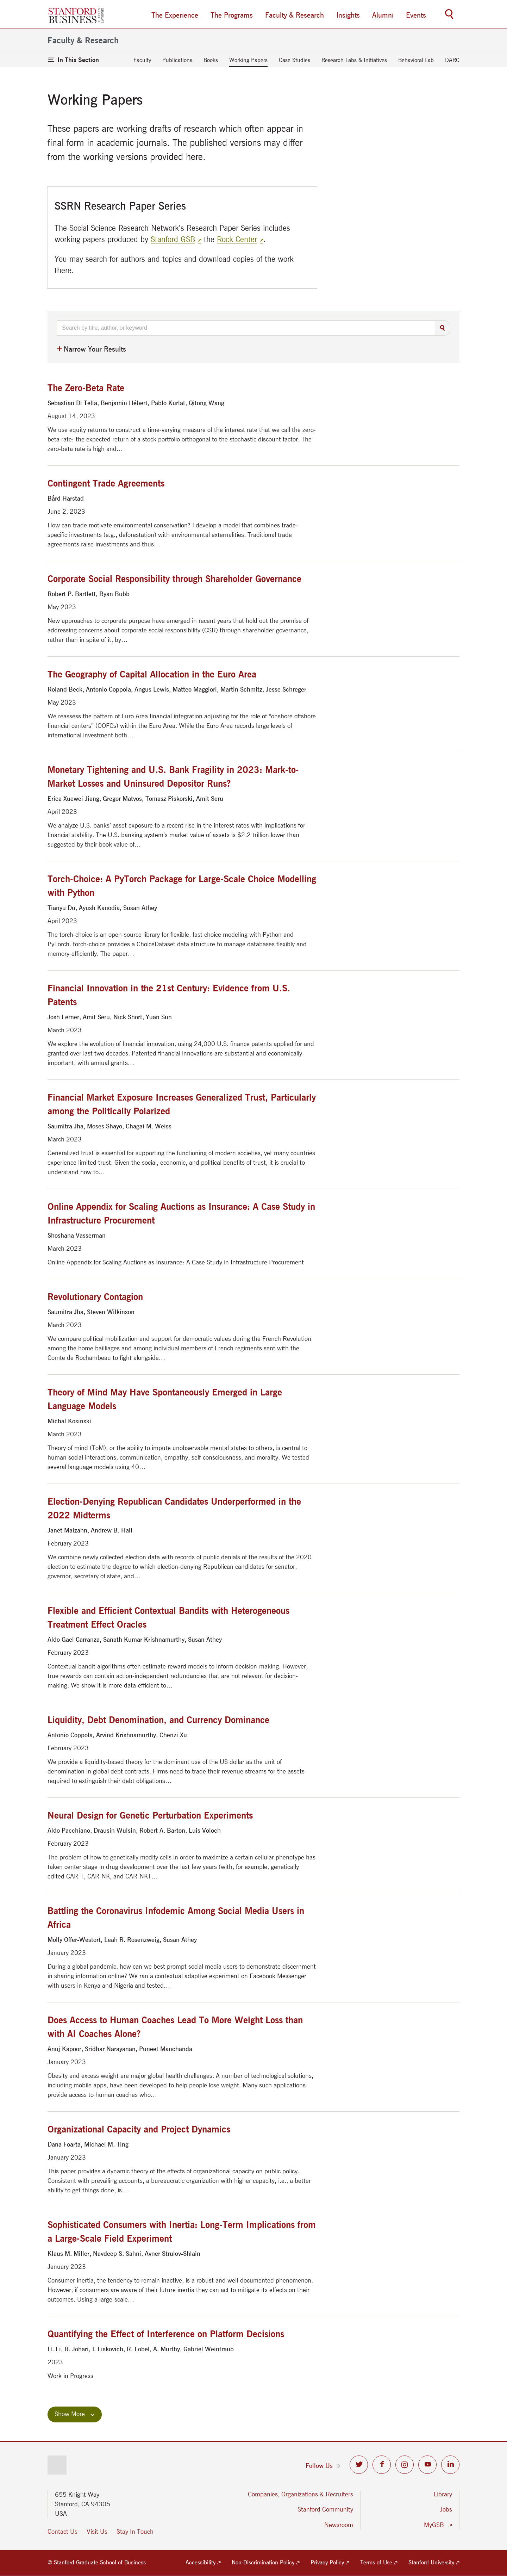 STANFORD
BUSINESS
The Experience
The Programs
Faculty & Research
Insights
Alumni
Events
Faculty & Research
In This Section
Faculty
Publications
Books
Working Papers
Case Studies
Research Labs & Initiatives
Behavioral Lab
DARC
Working Papers
These papers are working drafts of research which often appear in
final form in academic journals. The published versions may differ
from the working versions provided here.
SSRN Research Paper Series
The Social Science Research Network's Research Paper Series includes
working papers produced by Stanford GSB the Rock Center .
You may search for authors and topics and download copies of the work
there.
Search by title, author, or keyword
+ Narrow Your Results
The Zero-Beta Rate
Sebastian Di Tella, Benjamin Hébert, Pablo Kurlat, Qitong Wang
August 14, 2023
We use equity returns to construct a time-varying measure of the interest rate that we call the zero-
beta rate: the expected return of a stock portfolio orthogonal to the stochastic discount factor. The
zero-beta rate is high and…
Contingent Trade Agreements
Bård Harstad
June 2, 2023
How can trade motivate environmental conservation? I develop a model that combines trade-
specific investments (e.g., deforestation) with environmental externalities. Traditional trade
agreements raise investments and thus…
Corporate Social Responsibility through Shareholder Governance
Robert P. Bartlett, Ryan Bubb
May 2023
New approaches to corporate purpose have emerged in recent years that hold out the promise of
addressing concerns about corporate social responsibility (CSR) through shareholder governance,
rather than in spite of it, by…
The Geography of Capital Allocation in the Euro Area
Roland Beck, Antonio Coppola, Angus Lewis, Matteo Maggiori, Martin Schmitz, Jesse Schreger
May 2023
We reassess the pattern of Euro Area financial integration adjusting for the role of "onshore offshore
financial centers" (OOFCs) within the Euro Area. While the Euro Area records large levels of
international investment both…
Monetary Tightening and U.S. Bank Fragility in 2023: Mark-to-
Market Losses and Uninsured Depositor Runs?
Erica Xuewei Jiang, Gregor Matvos, Tomasz Piskorski, Amit Seru
April 2023
We analyze U.S. banks' asset exposure to a recent rise in the interest rates with implications for
financial stability. The U.S. banking system's market value of assets is $2.2 trillion lower than
suggested by their book value of…
Torch-Choice: A PyTorch Package for Large-Scale Choice Modelling
with Python
Tianyu Du, Ayush Kanodia, Susan Athey
April 2023
The torch-choice is an open-source library for flexible, fast choice modeling with Python and
PyTorch. torch-choice provides a ChoiceDataset data structure to manage databases flexibly and
memory-efficiently. The paper…
Financial Innovation in the 21st Century: Evidence from U.S.
Patents
Josh Lerner, Amit Seru, Nick Short, Yuan Sun
March 2023
We explore the evolution of financial innovation, using 24,000 U.S. finance patents applied for and
granted over last two decades. Patented financial innovations are substantial and economically
important, with annual grants…
Financial Market Exposure Increases Generalized Trust, Particularly
among the Politically Polarized
Saumitra Jha, Moses Shayo, Chagai M. Weiss
March 2023
Generalized trust is essential for supporting the functioning of modern societies, yet many countries
experience limited trust. Given the social, economic, and political benefits of trust, it is crucial to
understand how to…
Online Appendix for Scaling Auctions as Insurance: A Case Study in
Infrastructure Procurement
Shoshana Vasserman
March 2023
Online Appendix for Scaling Auctions as Insurance: A Case Study in Infrastructure Procurement
Revolutionary Contagion
Saumitra Jha, Steven Wilkinson
March 2023
We compare political mobilization and support for democratic values during the French Revolution
among the home bailliages and among individual members of French regiments sent with the
Comte de Rochambeau to fight alongside…
Theory of Mind May Have Spontaneously Emerged in Large
Language Models
Michal Kosinski
March 2023
Theory of mind (ToM), or the ability to impute unobservable mental states to others, is central to
human social interactions, communication, empathy, self-consciousness, and morality. We tested
several language models using 40…
Election-Denying Republican Candidates Underperformed in the
2022 Midterms
Janet Malzahn, Andrew B. Hall
February 2023
We combine newly collected election data with records of public denials of the results of the 2020
election to estimate the degree to which election-denying Republican candidates for senator,
governor, secretary of state, and…
Flexible and Efficient Contextual Bandits with Heterogeneous
Treatment Effect Oracles
Aldo Gael Carranza, Sanath Kumar Krishnamurthy, Susan Athey
February 2023
Contextual bandit algorithms often estimate reward models to inform decision-making. However,
true rewards can contain action-independent redundancies that are not relevant for decision-
making. We show it is more data-efficient to…
Liquidity, Debt Denomination, and Currency Dominance
Antonio Coppola, Arvind Krishnamurthy, Chenzi Xu
February 2023
We provide a liquidity-based theory for the dominant use of the US dollar as the unit of
denomination in global debt contracts. Firms need to trade their revenue streams for the assets
required to extinguish their debt obligations…
Neural Design for Genetic Perturbation Experiments
Aldo Pacchiano, Drausin Wulsin, Robert A. Barton, Luis Voloch
February 2023
The problem of how to genetically modify cells in order to maximize a certain cellular phenotype has
taken center stage in drug development over the last few years (with, for example, genetically
edited CAR-T, CAR-NK, and CAR-NKT…
Battling the Coronavirus Infodemic Among Social Media Users in
Africa
Molly Offer-Westort, Leah R. Rosenzweig, Susan Athey
January 2023
During a global pandemic, how can we best prompt social media users to demonstrate discernment
in sharing information online? We ran a contextual adaptive experiment on Facebook Messenger
with users in Kenya and Nigeria and tested…
Does Access to Human Coaches Lead To More Weight Loss than
with AI Coaches Alone?
Anuj Kapoor, Sridhar Narayanan, Puneet Manchanda
January 2023
Obesity and excess weight are major global health challenges. A number of technological solutions,
including mobile apps, have been developed to help people lose weight. Many such applications
provide access to human coaches who…
Organizational Capacity and Project Dynamics
Dana Foarta, Michael M. Ting
January 2023
This paper provides a dynamic theory of the effects of organizational capacity on public policy.
Consistent with prevailing accounts, a bureaucratic organization with higher capacity, i.e., a better
ability to get things done, is…
Sophisticated Consumers with Inertia: Long-Term Implications from
a Large-Scale Field Experiment
Klaus M. Miller, Navdeep S. Sahni, Avner Strulov-Shlain
January 2023
Consumer inertia, the tendency to remain inactive, is a robust and well-documented phenomenon.
However, if consumers are aware of their future inertia they can act to mitigate its effects on their
outcomes. Using a large-scale…
Quantifying the Effect of Interference on Platform Decisions
H. Li, R. Johari, I. Liskovich, R. Lobel, A. Murthy, Gabriel Weintraub
2023
Work in Progress
Show More
Follow Us
655 Knight Way
Stanford, CA 94305
USA
Contact Us
Visit Us
Stay In Touch
Companies, Organizations & Recruiters
Stanford Community
Newsroom
Library
Jobs
MyGSB
© Stanford Graduate School of Business
Accessibility
Non-Discrimination Policy
Privacy Policy
Terms of Use
Stanford University